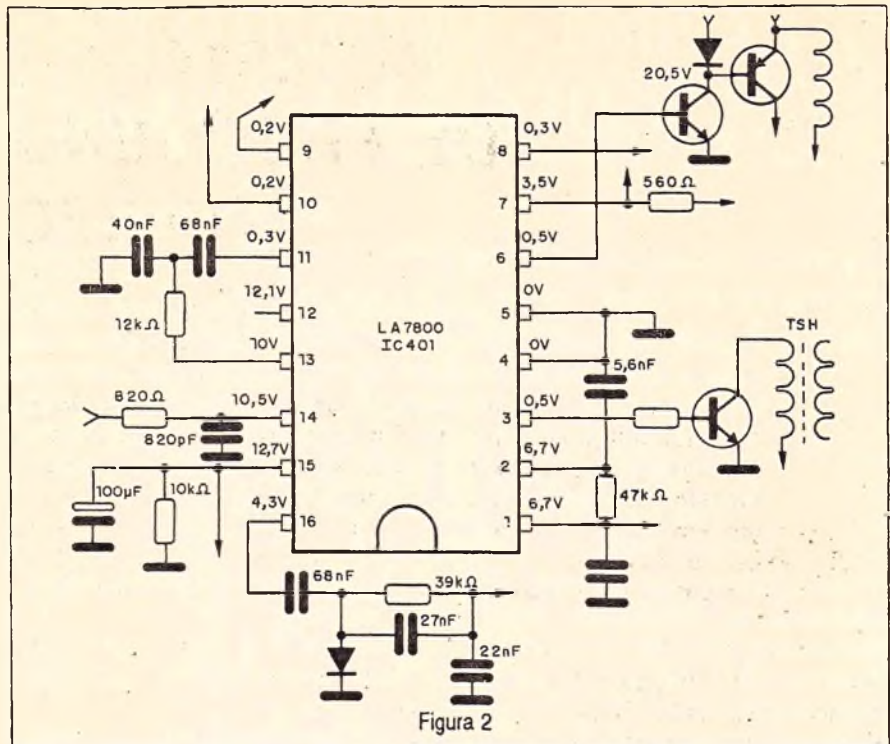 20,5V
0,2V
9
0,3V
8
0,2V
10
3,5V
7
560Ω
40nF
68nF
0,3V
11
0,5V
6
12,1V
12
0V
5
12kΩ
LA7800
IC401
TSH
10V
13
0V
4
5,6nF
820Ω
10,5V
14
0,5V
3
820pF
12,7V
15
6,7V
2
100µF
10kΩ
4,3V
16
6,7V
1
47kΩ
68nF
39kΩ
27nF
22nF
Figura 2